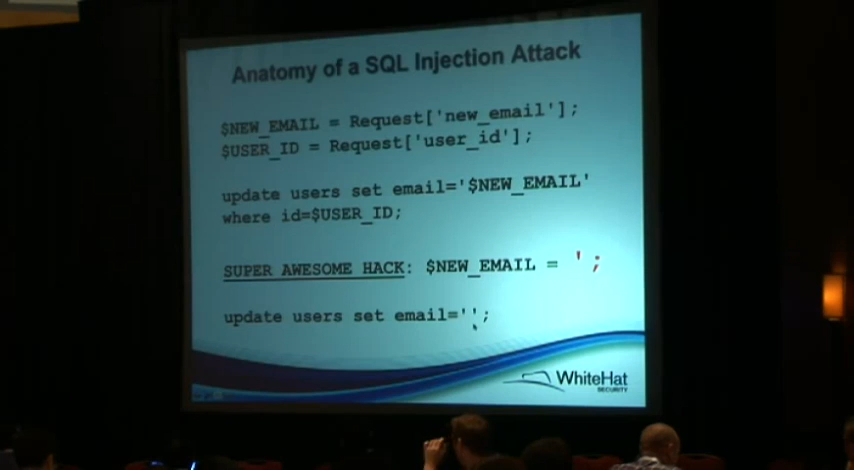 Anatomy of a SQL Injection Attack
$NEW_EMAIL = Request['new_email'];
$USER_ID = Request['user_id'];
update users set email='$NEW_EMAIL'
where id=$USER_ID;
SUPER AWESOME HACK: $NEW_EMAIL = ';
update users set email='';
WhiteHat
SECURITY